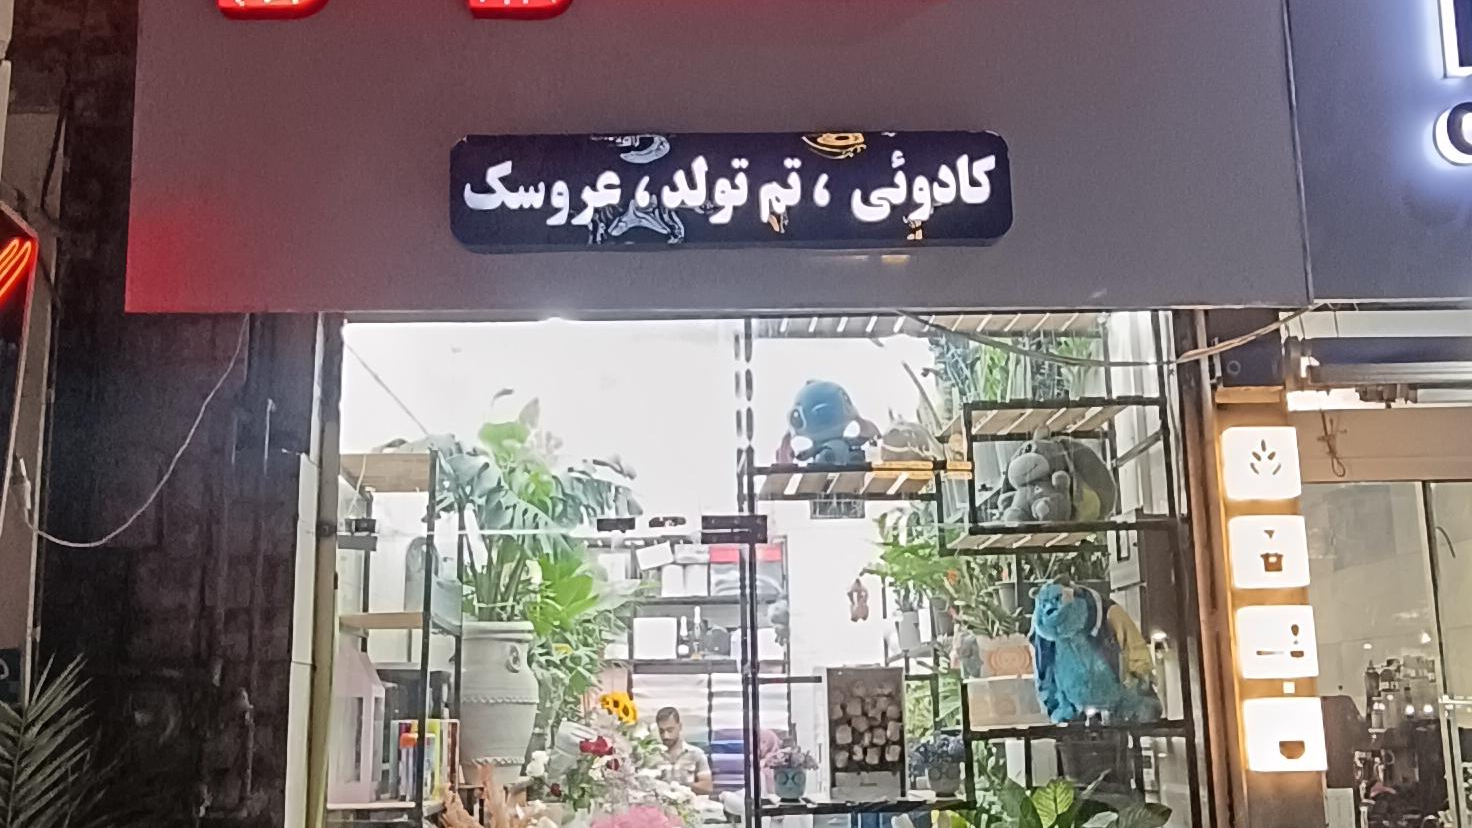 کادوئی ، تم تولد ، عروسک